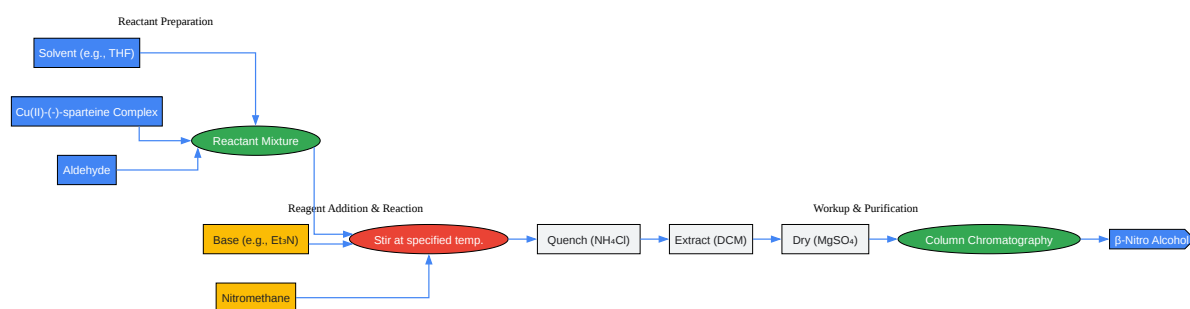 Reactant Preparation
Solvent (e.g., THF)
Cu(II)-(-)-sparteine Complex
Reactant Mixture
Aldehyde
Reagent Addition & Reaction
Workup & Purification
Base (e.g., Et₃N)
Stir at specified temp.
Quench (NH₄Cl)
Extract (DCM)
Dry (MgSO₄)
Column Chromatography
β-Nitro Alcohol
Nitromethane